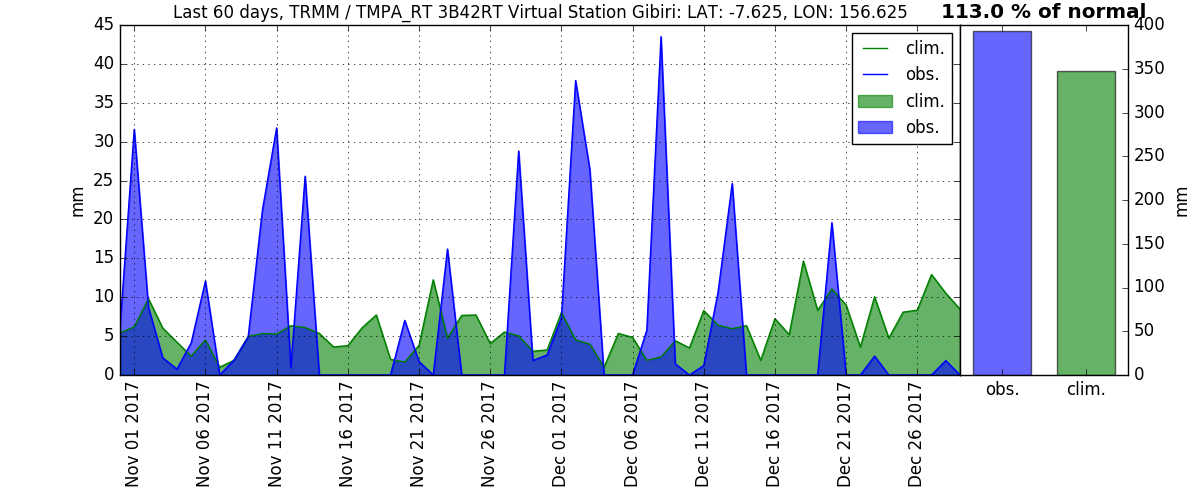 Last 60 days, TRMM / TMPA_RT 3B42RT Virtual Station Gibiri: LAT: -7.625, LON: 156.625
113.0 % of normal
45
40
35
30
25
20
15
10
5
0
mm
clim.
obs.
clim.
obs.
Nov 01 2017
Nov 06 2017
Nov 11 2017
Nov 16 2017
Nov 21 2017
Nov 26 2017
Dec 01 2017
Dec 06 2017
Dec 11 2017
Dec 16 2017
Dec 21 2017
Dec 26 2017
400
350
300
250
200
150
100
50
0
mm
obs.
clim.